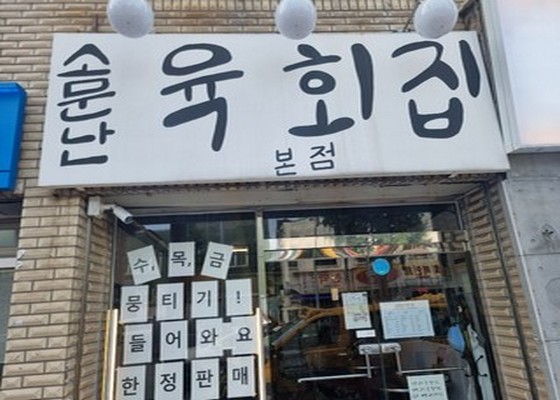 소문난
육회집
본점
수,목,금
뭉티기!
들어와요
한정판매